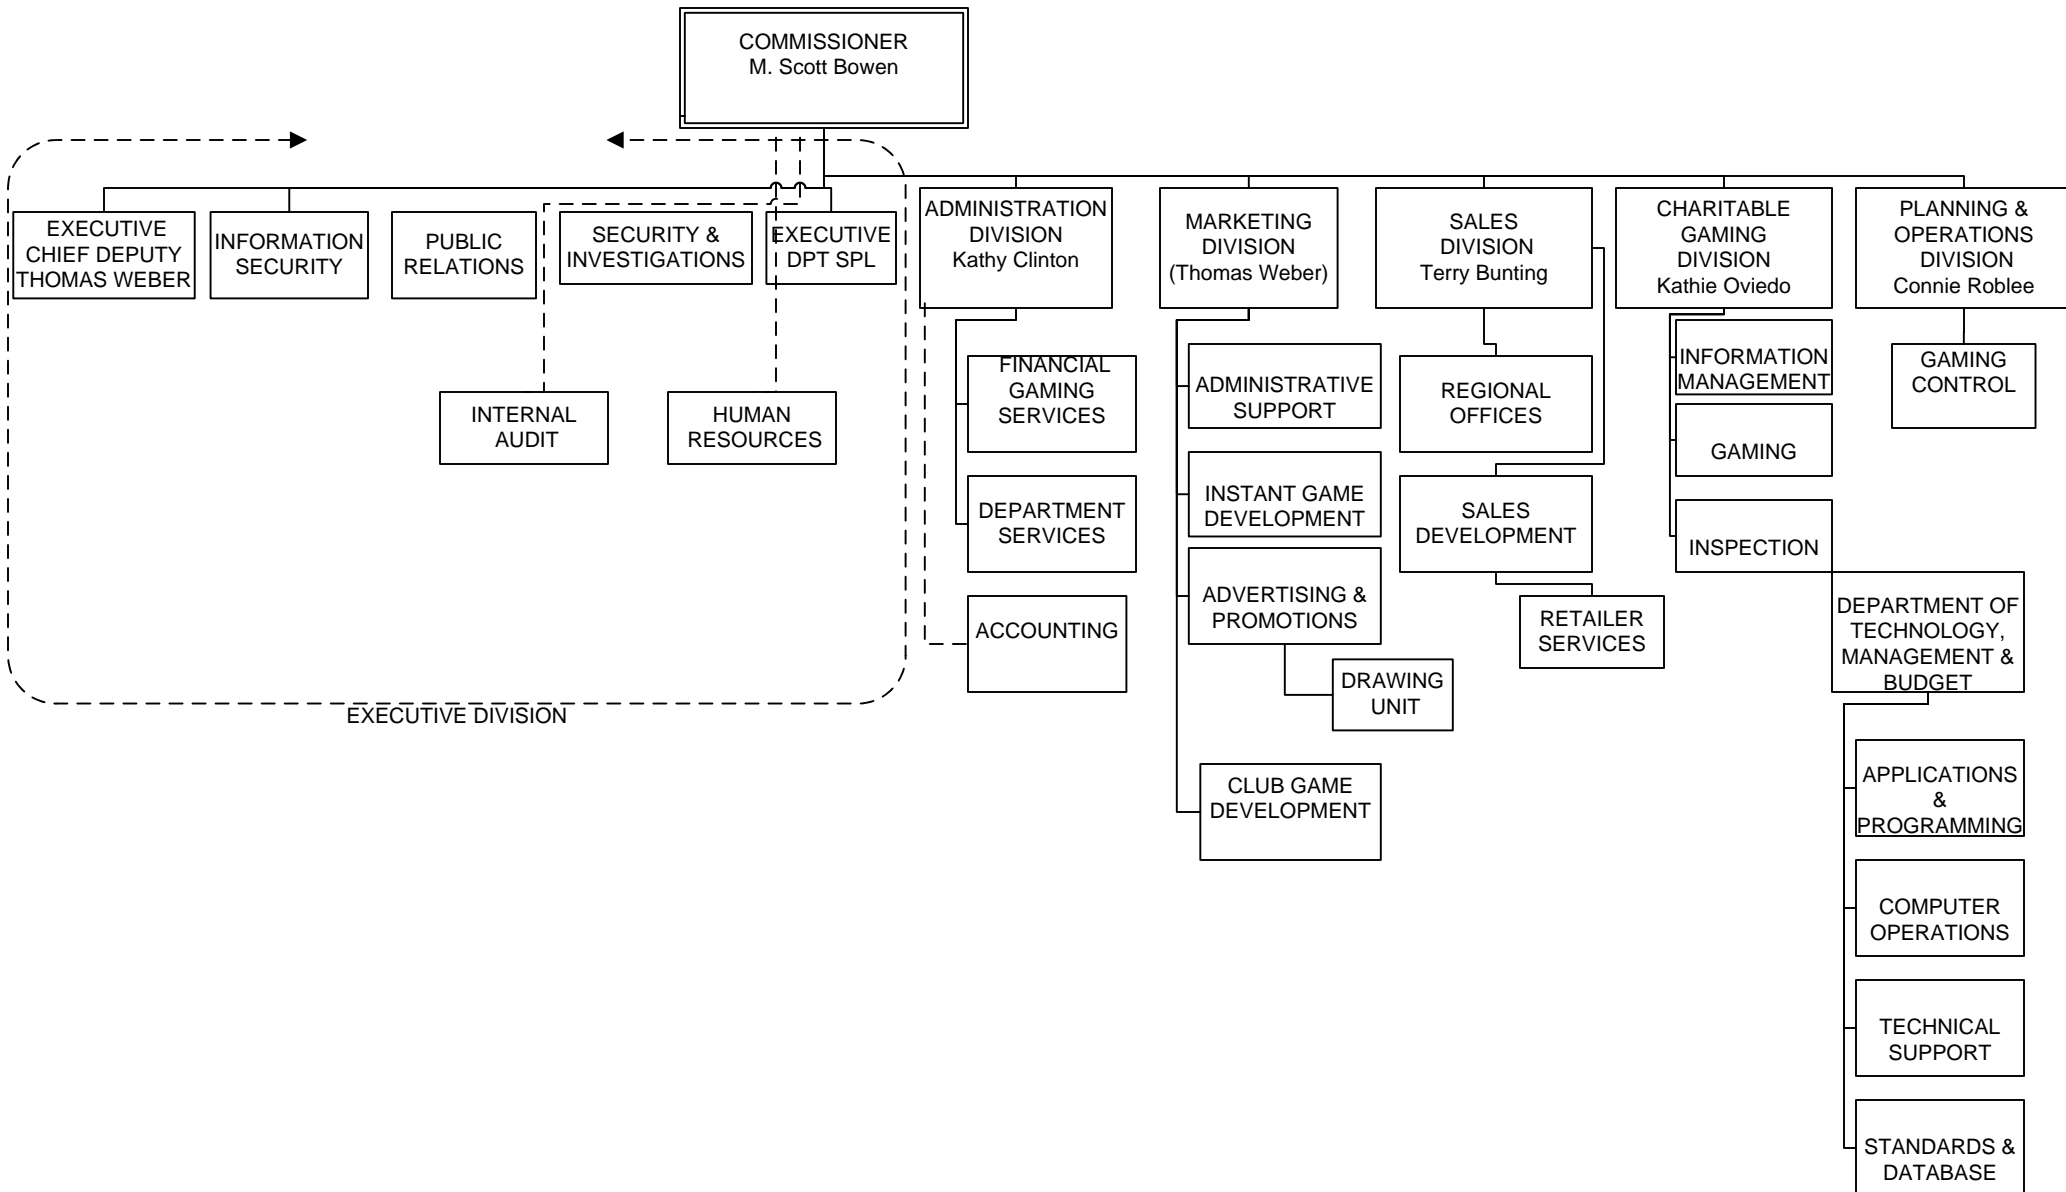 COMMISSIONER
M. Scott Bowen
EXECUTIVE
CHIEF DEPUTY
THOMAS WEBER
INFORMATION
SECURITY
PUBLIC
RELATIONS
SECURITY &
INVESTIGATIONS
EXECUTIVE
DPT SPL
ADMINISTRATION
DIVISION
Kathy Clinton
MARKETING
DIVISION
(Thomas Weber)
SALES
DIVISION
Terry Bunting
CHARITABLE
GAMING
DIVISION
Kathie Oviedo
PLANNING &
OPERATIONS
DIVISION
Connie Roblee
INTERNAL
AUDIT
HUMAN
RESOURCES
EXECUTIVE DIVISION
FINANCIAL
GAMING
SERVICES
DEPARTMENT
SERVICES
ACCOUNTING
ADMINISTRATIVE
SUPPORT
INSTANT GAME
DEVELOPMENT
ADVERTISING &
PROMOTIONS
DRAWING
UNIT
CLUB GAME
DEVELOPMENT
REGIONAL
OFFICES
SALES
DEVELOPMENT
RETAILER
SERVICES
INFORMATION
MANAGEMENT
GAMING
INSPECTION
GAMING
CONTROL
DEPARTMENT OF
TECHNOLOGY,
MANAGEMENT &
BUDGET
APPLICATIONS
&
PROGRAMMING
COMPUTER
OPERATIONS
TECHNICAL
SUPPORT
STANDARDS &
DATABASE